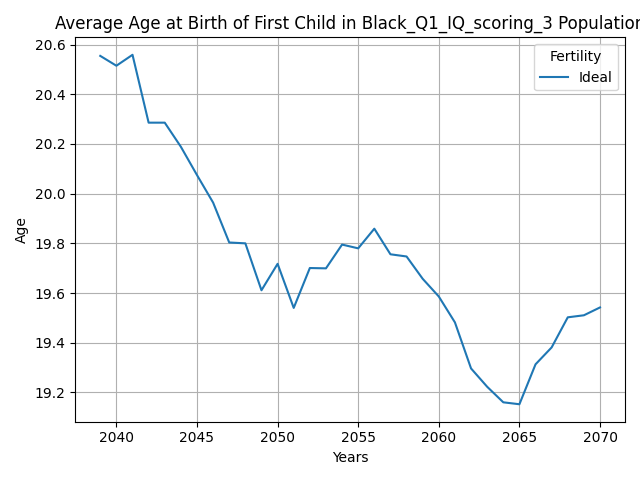 Average Age at Birth of First Child in Black_Q1_IQ_scoring_3 Population
Fertility
Ideal
20.6
20.4
20.2
20.0
19.8
19.6
19.4
19.2
Age
2040 2045 2050 2055 2060 2065 2070
Years